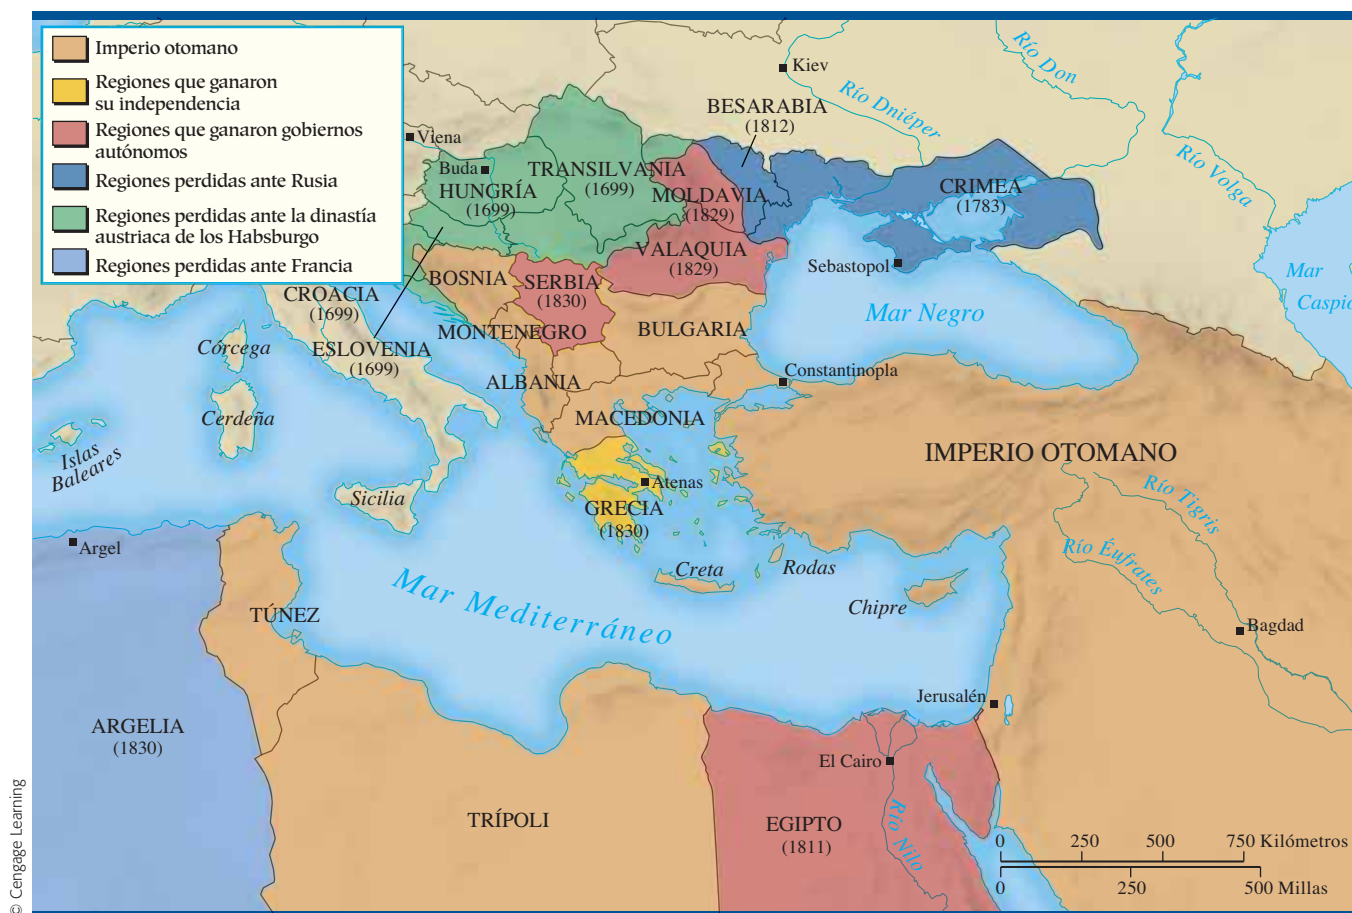 Imperio otomano
Regiones que ganaron
su independencia
Regiones que ganaron gobiernos
autónomos
Regiones perdidas ante Rusia
Regiones perdidas ante la dinastía
austriaca de los Habsburgo
Regiones perdidas ante Francia
Kiev
Río Don
Río Dniéper
Río Volga
BESARABIA
(1812)
Viena
Buda
HUNGRÍA
(1699)
TRANSILVANIA
(1699)
MOLDAVIA
(1829)
CRIMEA
(1783)
VALAQUIA
(1829)
Sebastopol
Mar
Caspio
BOSNIA
SERBIA
(1830)
CROACIA
(1699)
Mar Negro
MONTENEGRO
BULGARIA
ESLOVENIA
(1699)
Córcega
Constantinopla
ALBANIA
Cerdeña
MACEDONIA
IMPERIO OTOMANO
Islas
Baleares
Sicilia
Atenas
GRECIA
(1830)
Río Tigris
Río Éufrates
Argel
Creta
Rodas
Chipre
Mar Mediterráneo
TÚNEZ
Bagdad
Jerusalén
ARGELIA
(1830)
El Cairo
TRÍPOLI
EGIPTO
(1811)
Río Nilo
0 250 500 750 Kilómetros
0 250 500 Millas
© Cengage Learning